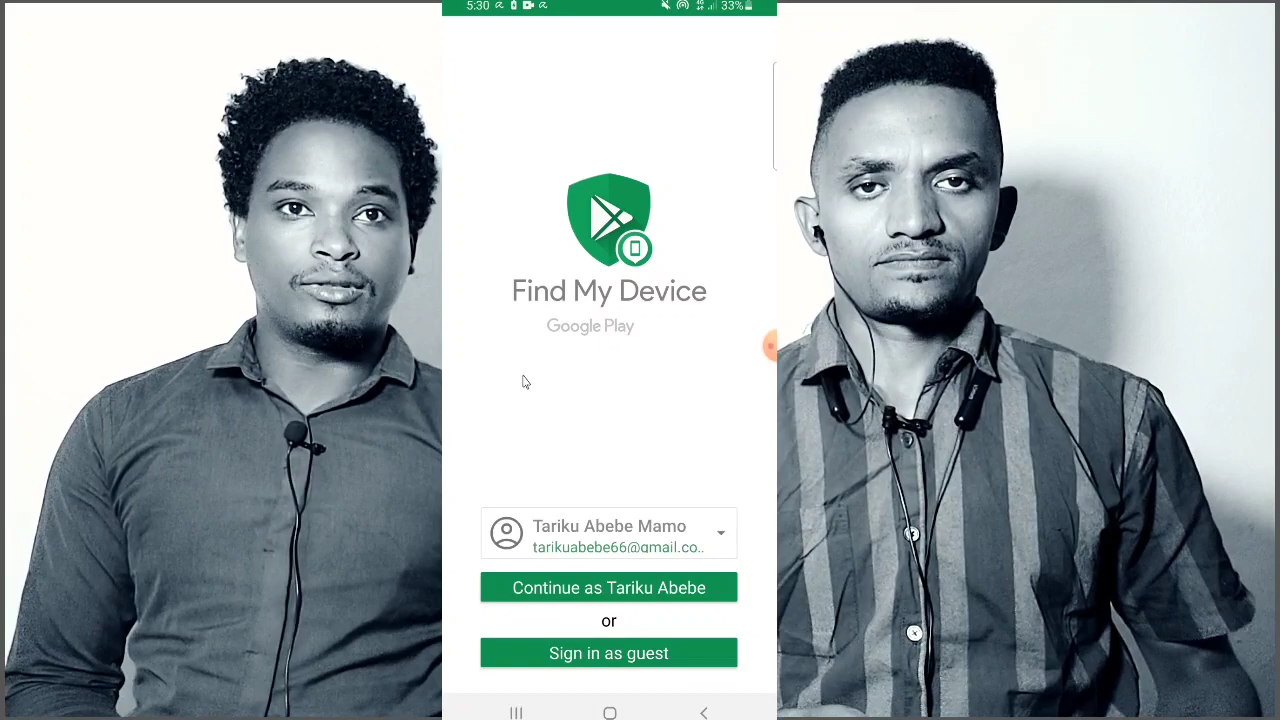 5:30
33%
Find My Device
Google Play
Tariku Abebe Mamo
tarikuabebe66@gmail.co..
Continue as Tariku Abebe
or
Sign in as guest